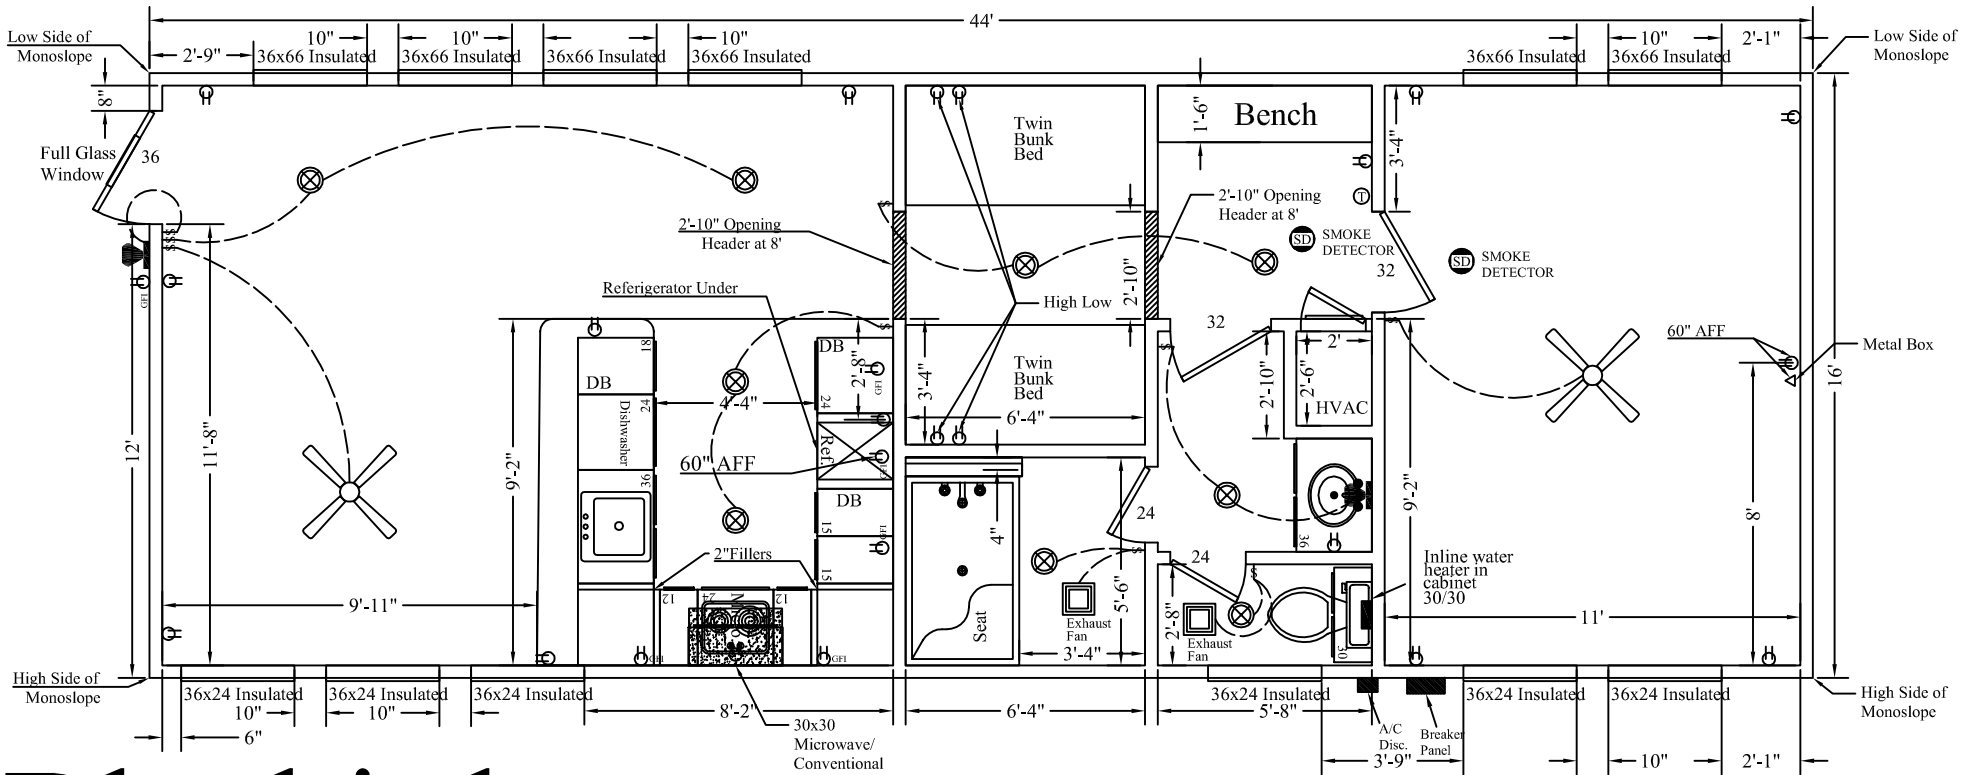 44'
Low Side of
Monoslope
2'-9"
10"
10"
10"
10"
2'-1"
Low Side of
Monoslope
36x66 Insulated
36x66 Insulated
36x66 Insulated
36x66 Insulated
36x66 Insulated
36x66 Insulated
8"
Full Glass
Window
36
Twin
Bunk
Bed
1'-6"
Bench
3'-4"
T
2'-10" Opening
Header at 8'
2'-10" Opening
Header at 8'
$
$$$
SD
SMOKE
DETECTOR
SD
SMOKE
DETECTOR
32
GFI
Referigerator Under
High Low
2'-10"
32
$
$
60" AFF
Metal Box
16'
18
DB
DB
2'-8"
GFI
24
24
4'-4"
Dishwasher
Ref.
60" AFF
36
DB
15
GFI
15
3'-4"
Twin
Bunk
Bed
6'-4"
$
2'-10"
2'
2'-6"
HVAC
12'
11'-8"
9'-2"
9'-2"
8'
4"
24
36
$
24
2"Fillers
12
24
12
Seat
5'-6"
Exhaust
Fan
2'-8"
Exhaust
Fan
30
Inline water
heater in
cabinet
30/30
9'-11"
11'
3'-4"
GFI
GFI
High Side of
Monoslope
36x24 Insulated
36x24 Insulated
36x24 Insulated
36x24 Insulated
36x24 Insulated
36x24 Insulated
High Side of
Monoslope
10"
10"
8'-2"
6'-4"
5'-8"
6"
30x30
Microwave/
Conventional
A/C
Disc.
Breaker
Panel
3'-9"
10"
2'-1"